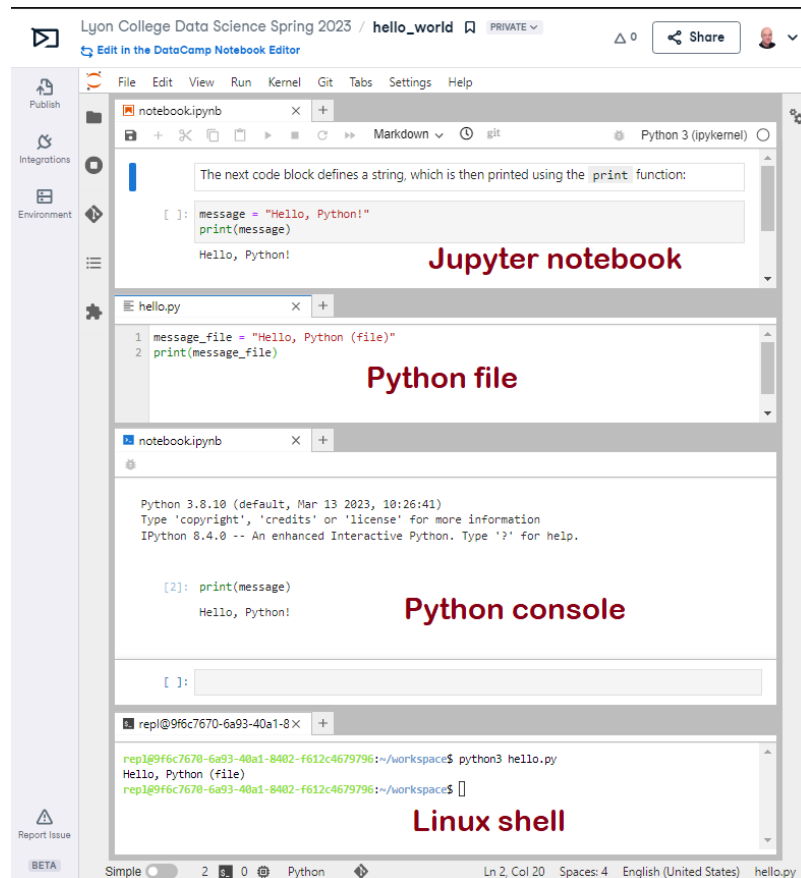 Lyon College Data Science Spring 2023 / hello_world PRIVATE
Edit in the DataCamp Notebook Editor
0
Share
Publish
Integrations
Environment
File Edit View Run Kernel Git Tabs Settings Help
notebook.ipynb × +
Markdown git Python 3 (ipykernel)
The next code block defines a string, which is then printed using the print function:
[ ]: message = "Hello, Python!"
print(message)
Hello, Python!
Jupyter notebook
hello.py × +
1 message_file = "Hello, Python (file)"
2 print(message_file)
Python file
notebook.ipynb × +
Python 3.8.10 (default, Mar 13 2023, 10:26:41)
Type 'copyright', 'credits' or 'license' for more information
IPython 8.4.0 -- An enhanced Interactive Python. Type '?' for help.
[2]: print(message)
Hello, Python!
Python console
[ ]:
repl@9f6c7670-6a93-40a1-8 × +
repl@9f6c7670-6a93-40a1-8402-f612c4679796:~/workspace$ python3 hello.py
Hello, Python (file)
repl@9f6c7670-6a93-40a1-8402-f612c4679796:~/workspace$
Linux shell
Report Issue
BETA
Simple 2 $_ 0 Python Ln 2, Col 20 Spaces: 4 English (United States) hello.py